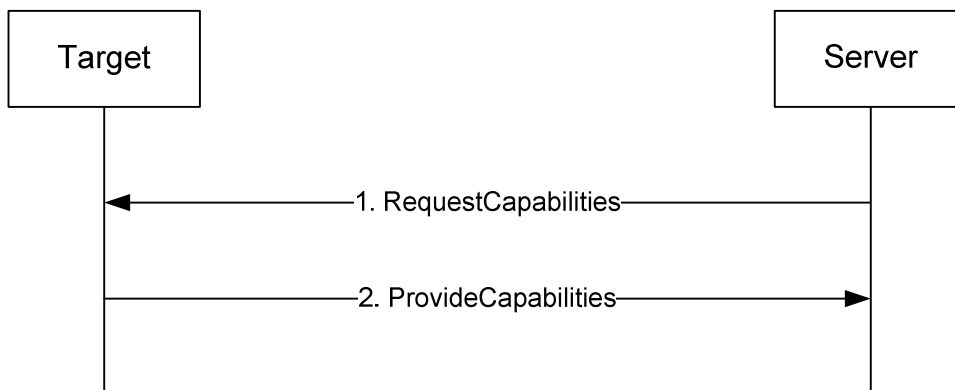 Target
Server
1. RequestCapabilities
2. ProvideCapabilities